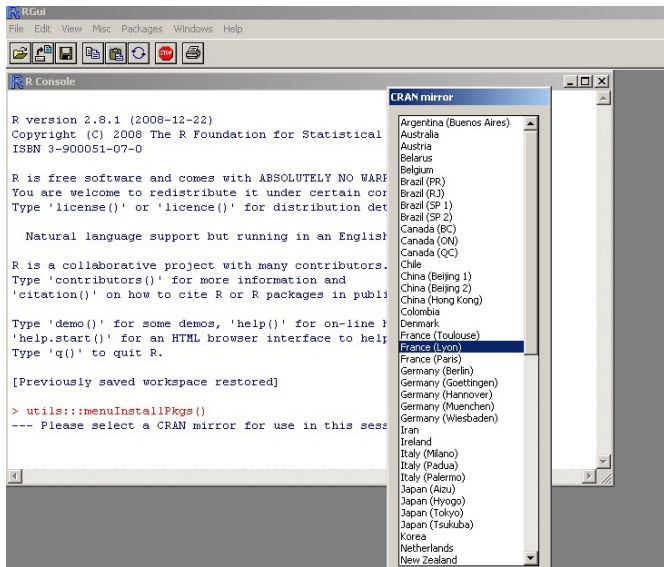 RGui
File Edit View Misc Packages Windows Help
STOP
R Console
R version 2.8.1 (2008-12-22)
Copyright (C) 2008 The R Foundation for Statistical
ISBN 3-900051-07-0
R is free software and comes with ABSOLUTELY NO WARR
You are welcome to redistribute it under certain con
Type 'license()' or 'licence()' for distribution det
Natural language support but running in an English
R is a collaborative project with many contributors.
Type 'contributors()' for more information and
'citation()' on how to cite R or R packages in publi
Type 'demo()' for some demos, 'help()' for on-line h
'help.start()' for an HTML browser interface to help
Type 'q()' to quit R.
[Previously saved workspace restored]
> utils:::menuInstallPkgs()
--- Please select a CRAN mirror for use in this sess
CRAN mirror
Argentina (Buenos Aires)
Australia
Austria
Belarus
Belgium
Brazil (PR)
Brazil (RJ)
Brazil (SP 1)
Brazil (SP 2)
Canada (BC)
Canada (ON)
Canada (QC)
Chile
China (Beijing 1)
China (Beijing 2)
China (Hong Kong)
Colombia
Denmark
France (Toulouse)
France (Lyon)
France (Paris)
Germany (Berlin)
Germany (Goettingen)
Germany (Hannover)
Germany (Muenchen)
Germany (Wiesbaden)
Iran
Ireland
Italy (Milano)
Italy (Padua)
Italy (Palermo)
Japan (Aizu)
Japan (Hyogo)
Japan (Tokyo)
Japan (Tsukuba)
Korea
Netherlands
New Zealand